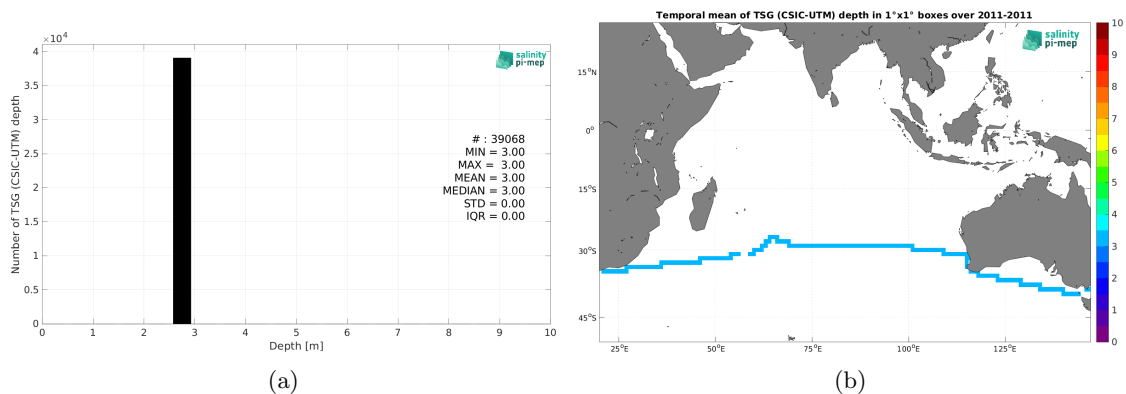 ×10⁴
4
3.5
3
2.5
2
1.5
1
0.5
0
Number of TSG (CSIC-UTM) depth
salinity
pi-mep
# : 39068
MIN = 3.00
MAX = 3.00
MEAN = 3.00
MEDIAN = 3.00
STD = 0.00
IQR = 0.00
0 1 2 3 4 5 6 7 8 9 10
Depth [m]
(a)
Temporal mean of TSG (CSIC-UTM) depth in 1°x1° boxes over 2011-2011
salinity
pi-mep
15°N
0°
15°S
30°S
45°S
25°E 50°E 75°E 100°E 125°E
10
9
8
7
6
5
4
3
2
1
0
(b)